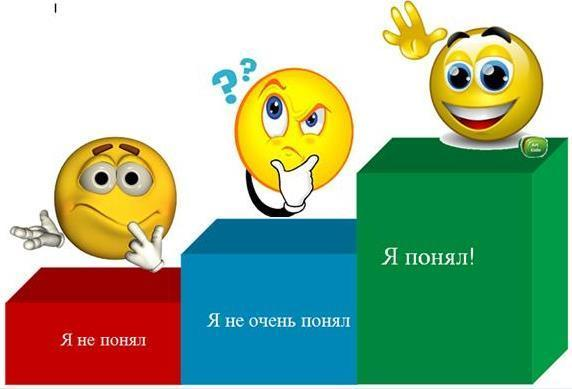 Я не понял
Я не очень понял
Я понял!